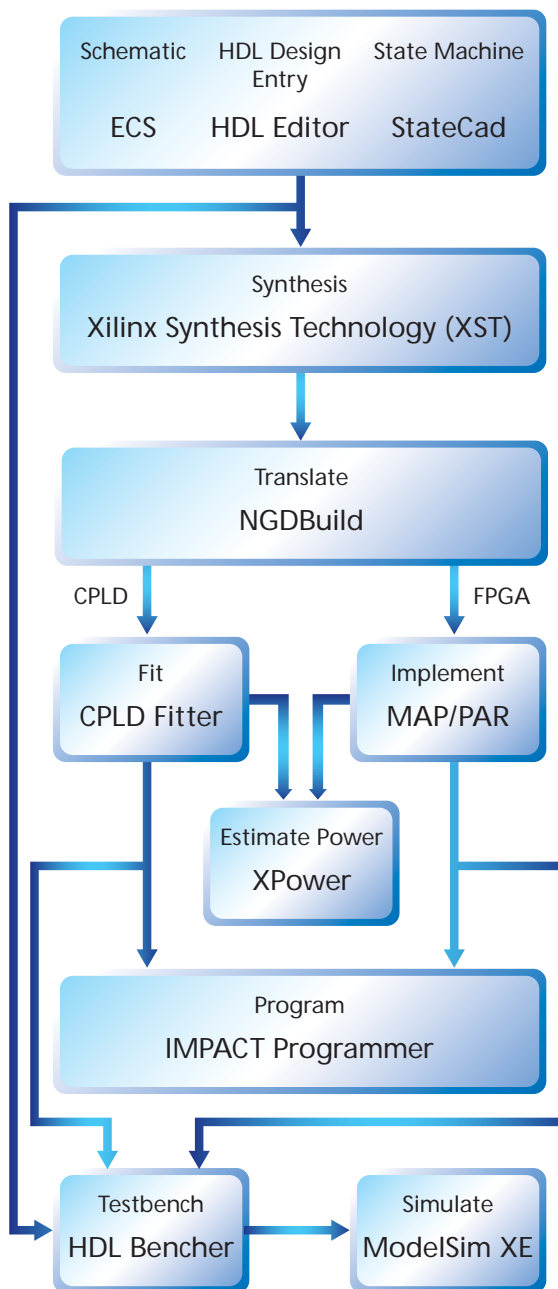 Schematic
HDL Design
Entry
State Machine
ECS
HDL Editor
StateCad
Synthesis
Xilinx Synthesis Technology (XST)
Translate
NGDBuild
CPLD
FPGA
Fit
CPLD Fitter
Implement
MAP/PAR
Estimate Power
XPower
Program
IMPACT Programmer
Testbench
HDL Bencher
Simulate
ModelSim XE